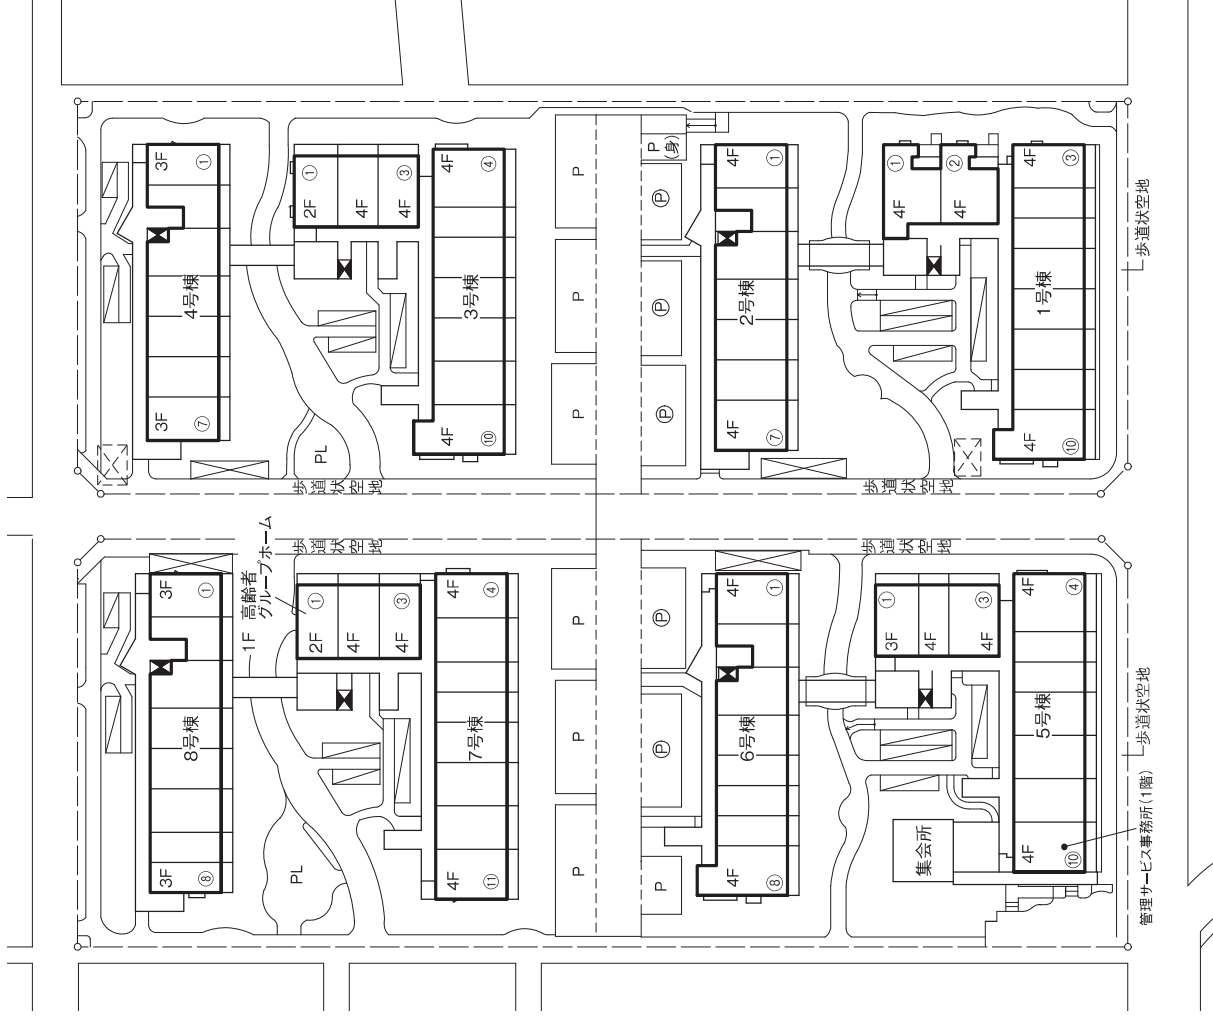 3F
①
4号棟
3F
⑦
2F
①
4F
4F
③
4F
④
3号棟
4F
⑩
PL
歩道状空地
P
P
P
P
(身)
Ⓟ
Ⓟ
Ⓟ
4F
①
2号棟
4F
⑦
4F
①
②
4F
4F
③
1号棟
4F
⑩
歩道状空地
歩道状空地
歩道状空地
高齢者
グループホーム
1F
3F
①
8号棟
3F
⑧
2F
①
4F
4F
③
4F
④
7号棟
4F
⑪
PL
P
P
P
Ⓟ
Ⓟ
P
4F
①
6号棟
4F
⑧
歩道状空地
3F
①
4F
4F
③
4F
④
5号棟
4F
⑩
集会所
歩道状空地
管理サービス事務所(1階)